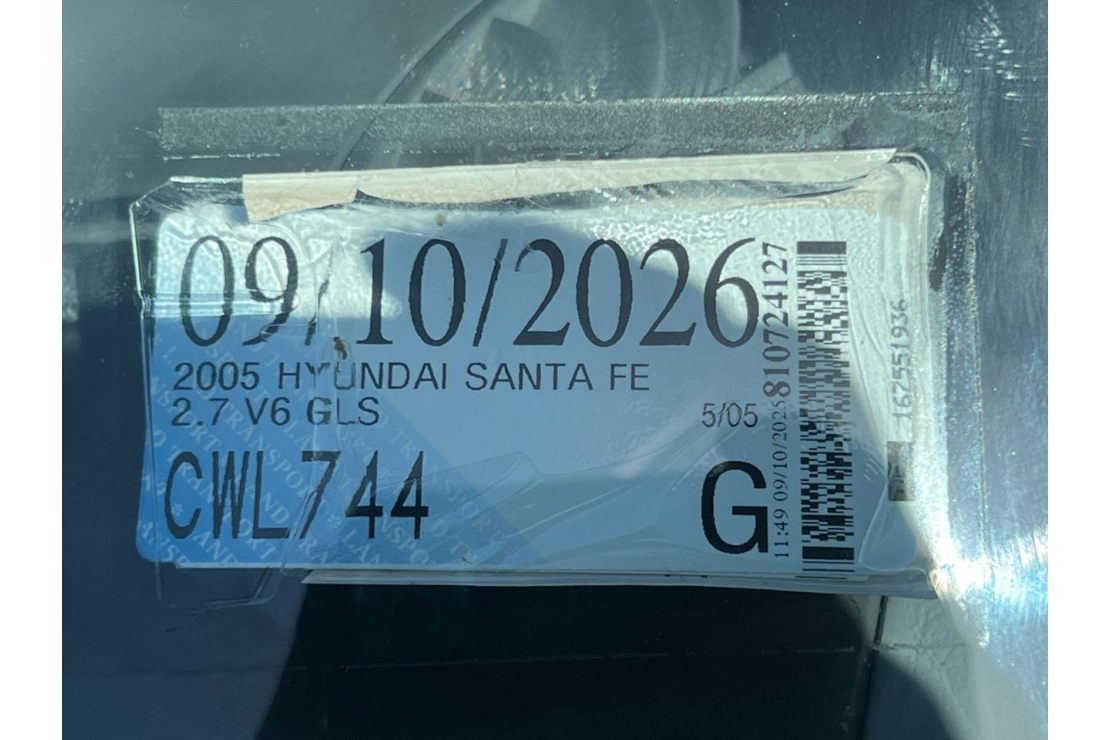 09/10/2026
2005 HYUNDAI SANTA FE
2.7 V6 GLS
5/05
CWL744
G
11:49 09/10/2025
810724127
167551936